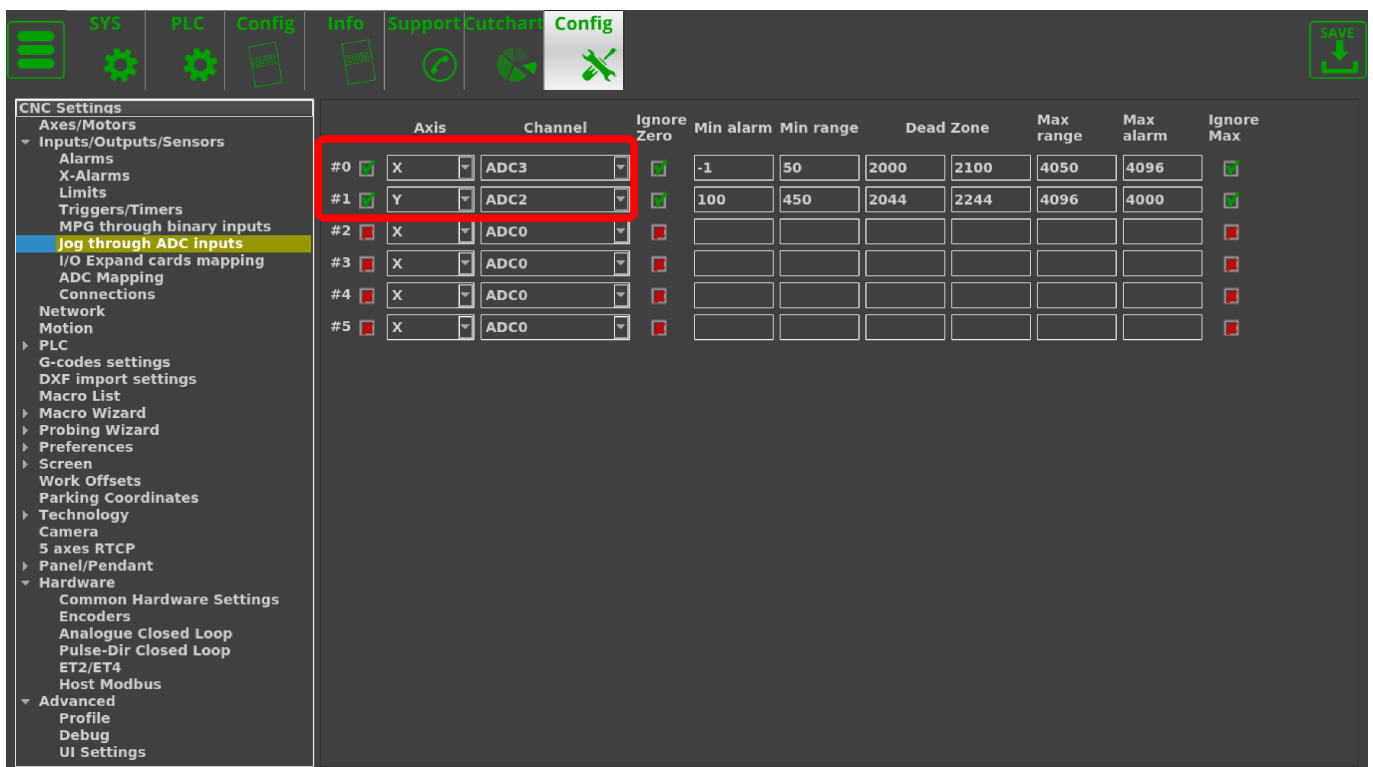 SYS PLC Config Info Support Cutchart Config SAVE
CNC Settings
Axes/Motors
Inputs/Outputs/Sensors
Alarms
X-Alarms
Limits
Triggers/Timers
MPG through binary inputs
Jog through ADC inputs
I/O Expand cards mapping
ADC Mapping
Connections
Network
Motion
PLC
G-codes settings
DXF import settings
Macro List
Macro Wizard
Probing Wizard
Preferences
Screen
Work Offsets
Parking Coordinates
Technology
Camera
5 axes RTCP
Panel/Pendant
Hardware
Common Hardware Settings
Encoders
Analogue Closed Loop
Pulse-Dir Closed Loop
ET2/ET4
Host Modbus
Advanced
Profile
Debug
UI Settings
Axis Channel Ignore Zero Min alarm Min range Dead Zone Max range Max alarm Ignore Max
#0 X ADC3 -1 50 2000 2100 4050 4096
#1 Y ADC2 100 450 2044 2244 4096 4000
#2 X ADC0
#3 X ADC0
#4 X ADC0
#5 X ADC0